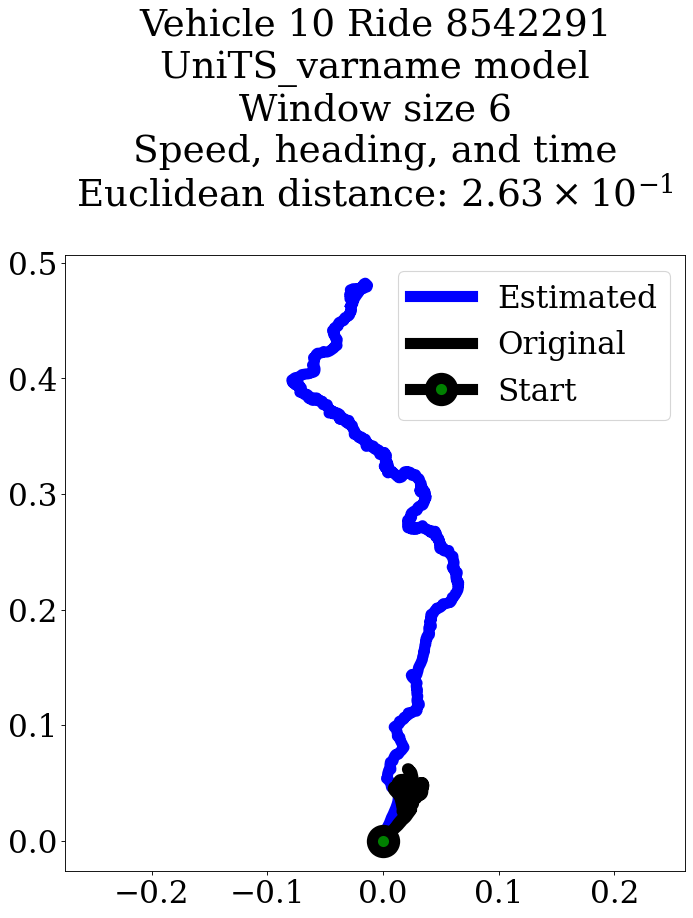 Vehicle 10 Ride 8542291
UniTS_varname model
Window size 6
Speed, heading, and time
Euclidean distance: 2.63 × 10⁻¹
0.5
0.4
0.3
0.2
0.1
0.0
Estimated
Original
Start
−0.2 −0.1 0.0 0.1 0.2